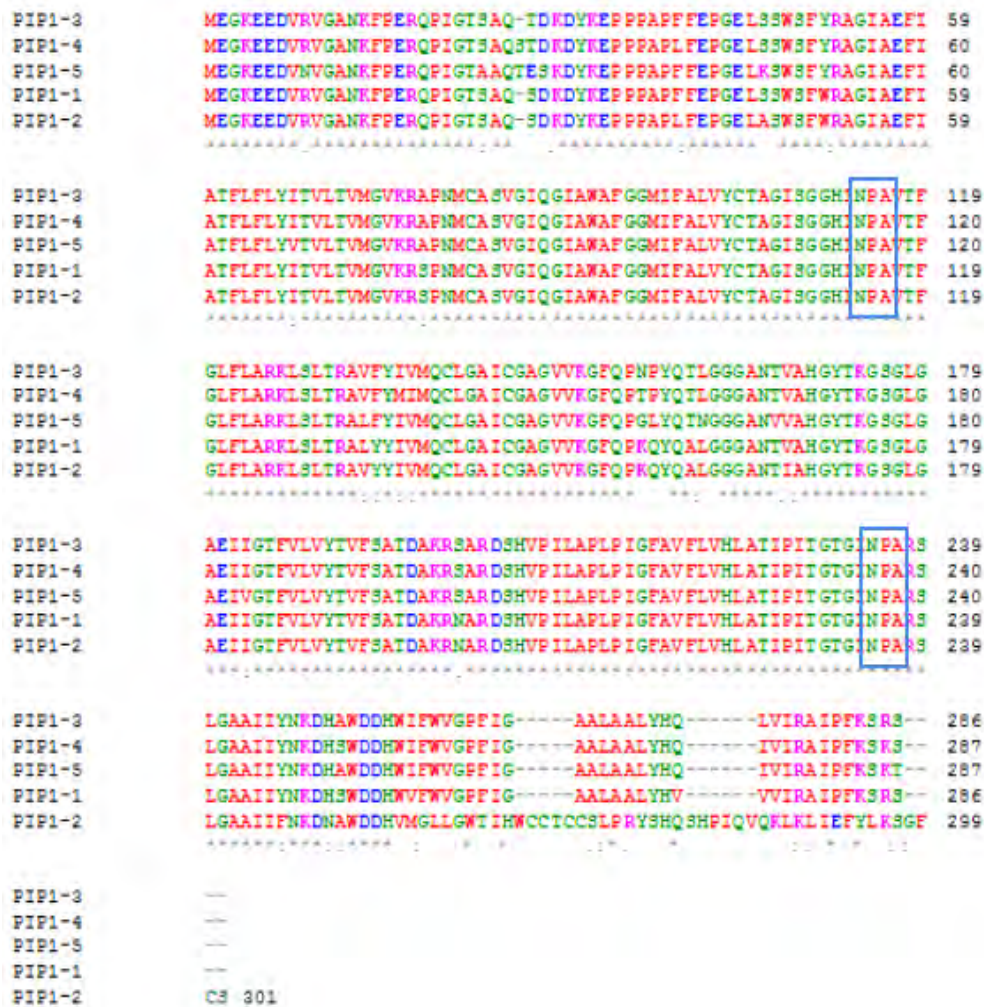 PIP1-3 MEGKEEDVRVGANKFPERQPIGTSAQ-TDKDYKEPPPAPFFEPGELSSWSFYRAGIAEFI 59
PIP1-4 MEGKEEDVRVGANKFPERQPIGTSAQSTDKDYKEPPPAPLFEPGELSSWSFYRAGIAEFI 60
PIP1-5 MEGKEEDVNVGANKFPERQPIGTAAQTESKDYKEPPPAPFFEPGELKSWSFYRAGIAEFI 60
PIP1-1 MEGKEEDVRVGANKFPERQPIGTSAQ-SDKDYKEPPPAPFFEPGELSSWSFWRAGIAEFI 59
PIP1-2 MEGKEEDVRVGANKFPERQPIGTSAQ-SDKDYKEPPPAPLFEPGELASWSFWRAGIAEFI 59
PIP1-3 ATFLFLYITVLTVMGVKRAPNMCASVGIQGIAWAFGGMIFALVYCTAGISGGHINPAVTF 119
PIP1-4 ATFLFLYITVLTVMGVKRAPNMCASVGIQGIAWAFGGMIFALVYCTAGISGGHINPAVTF 120
PIP1-5 ATFLFLYVTVLTVMGVKRAPNMCASVGIQGIAWAFGGMIFALVYCTAGISGGHINPAVTF 120
PIP1-1 ATFLFLYITVLTVMGVKRSPNMCASVGIQGIAWAFGGMIFALVYCTAGISGGHINPAVTF 119
PIP1-2 ATFLFLYITVLTVMGVKRSPNMCASVGIQGIAWAFGGMIFALVYCTAGISGGHINPAVTF 119
PIP1-3 GLFLARKLSLTRAVFYIVMQCLGAICGAGVVKGFQPNPYQTLGGGANTVAHGYTKGSGLG 179
PIP1-4 GLFLARKLSLTRAVFYMIMQCLGAICGAGVVKGFQPTPYQTLGGGANTVAHGYTKGSGLG 180
PIP1-5 GLFLARKLSLTRALFYIVMQCLGAICGAGVVKGFQPGLYQTNGGGANVVAHGYTKGSGLG 180
PIP1-1 GLFLARKLSLTRALYYIVMQCLGAICGAGVVKGFQPKQYQALGGGANTVAHGYTKGSGLG 179
PIP1-2 GLFLARKLSLTRAVYYIVMQCLGAICGAGVVKGFQPKQYQALGGGANTIAHGYTKGSGLG 179
PIP1-3 AEIIGTFVLVYTVFSATDAKRSARDSHVPILAPLPIGFAVFLVHLATIPITGTGINPARS 239
PIP1-4 AEIIGTFVLVYTVFSATDAKRSARDSHVPILAPLPIGFAVFLVHLATIPITGTGINPARS 240
PIP1-5 AEIVGTFVLVYTVFSATDAKRSARDSHVPILAPLPIGFAVFLVHLATIPITGTGINPARS 240
PIP1-1 AEIIGTFVLVYTVFSATDAKRNARDSHVPILAPLPIGFAVFLVHLATIPITGTGINPARS 239
PIP1-2 AEIIGTFVLVYTVFSATDAKRNARDSHVPILAPLPIGFAVFLVHLATIPITGTGINPARS 239
PIP1-3 LGAAIIYNKDHAWDDHWIFWVGPFIG-----AALAALYHQ------LVIRAIPFKSRS-- 286
PIP1-4 LGAAIIYNKDHSWDDHWIFWVGPFIG-----AALAALYHQ------IVIRAIPFKSKS-- 287
PIP1-5 LGAAIIYNKDHAWDDHWIFWVGPFIG-----AALAALYHQ------IVIRAIPFKSKT-- 287
PIP1-1 LGAAIIYNKDHSWDDHWVFWVGPFIG-----AALAALYHV------VVIRAIPFKSRS-- 286
PIP1-2 LGAAIIFNKDNAWDDHVMGLLGWTIHWCCTCCSLPRYSHQSHPIQVQKLKLIEFYLKSGF 299
PIP1-3 --
PIP1-4 --
PIP1-5 --
PIP1-1 --
PIP1-2 CS 301